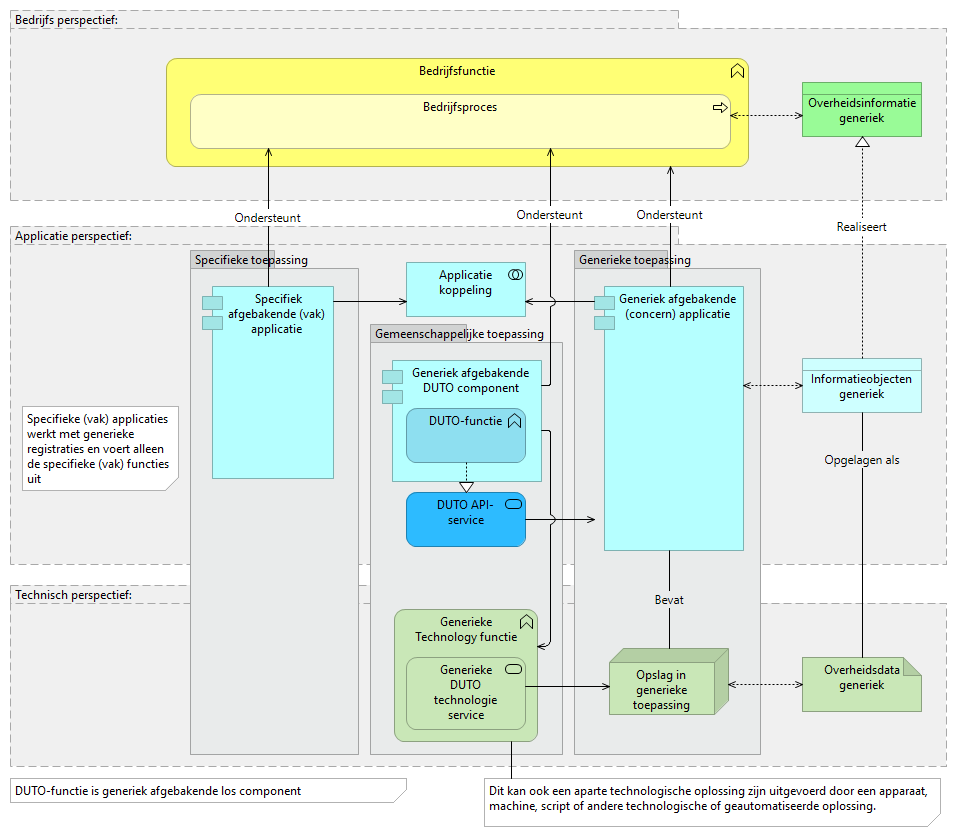 Bedrijfs perspectief:
Bedrijfsfunctie
Bedrijfsproces
Overheidsinformatie
generiek
Ondersteunt
Ondersteunt
Ondersteunt
Realiseert
Applicatie perspectief:
Specifieke toepassing
Generieke toepassing
Applicatie
koppeling
Specifiek
afgebakende (vak)
applicatie
Generiek afgebakende
(concern) applicatie
Gemeenschappelijke toepassing
Generiek afgebakende
DUTO component
Informatieobjecten
generiek
DUTO-functie
Specifieke (vak) applicaties
werkt met generieke
registraties en voert alleen
de specifieke (vak) functies
uit
Opgelagen als
DUTO API-
service
Technisch perspectief:
Bevat
Generieke
Technology functie
Generieke
DUTO
technologie
service
Opslag in
generieke
toepassing
Overheidsdata
generiek
DUTO-functie is generiek afgebakende los component
Dit kan ook een aparte technologische oplossing zijn uitgevoerd door een apparaat,
machine, script of andere technologische of geautomatiseerde oplossing.